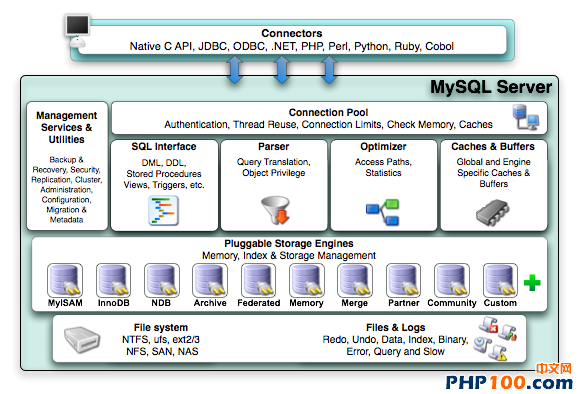 Connectors
Native C API, JDBC, ODBC, .NET, PHP, Perl, Python, Ruby, Cobol
MySQL Server
Management
Services &
Utilities
Backup &
Recovery, Security,
Replication, Cluster,
Administration,
Configuration,
Migration &
Metadata
Connection Pool
Authentication, Thread Reuse, Connection Limits, Check Memory, Caches
SQL Interface
DML, DDL,
Stored Procedures
Views, Triggers, etc.
Parser
Query Translation,
Object Privilege
Optimizer
Access Paths,
Statistics
Caches & Buffers
Global and Engine
Specific Caches &
Buffers
Pluggable Storage Engines
Memory, Index & Storage Management
MyISAM
InnoDB
NDB
Archive
Federated
Memory
Merge
Partner
Community
Custom
File system
NTFS, ufs, ext2/3
NFS, SAN, NAS
Files & Logs
Redo, Undo, Data, Index, Binary,
Error, Query and Slow
中文网
PHP100.com